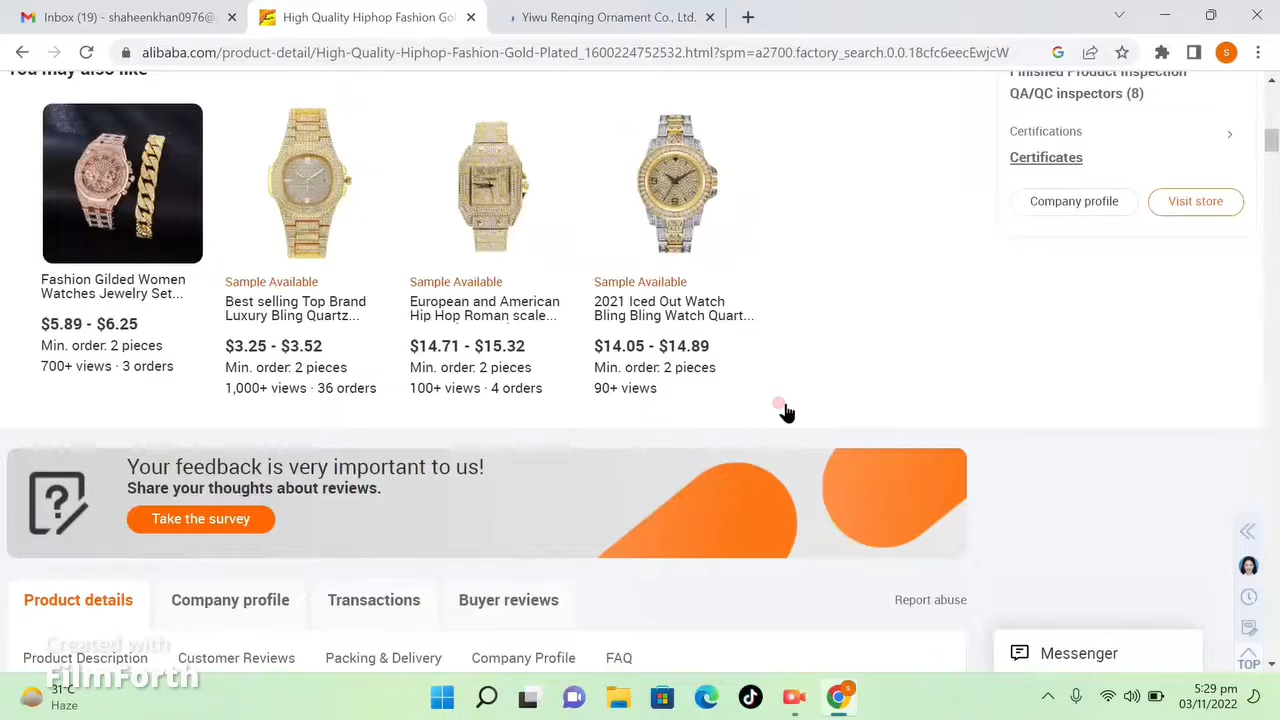 Inbox (19) - shaheenkhan0976@
High Quality Hiphop Fashion Gol
Yiwu Renqing Ornament Co., Ltd.
alibaba.com/product-detail/High-Quality-Hiphop-Fashion-Gold-Plated_1600224752532.html?spm=a2700.factory_search.0.0.18cfc6eecEwjcW
S
You may also like
Finished Product Inspection
QA/QC inspectors (8)
Certifications
Certificates
Company profile
Visit store
Fashion Gilded Women
Watches Jewelry Set...
$5.89 - $6.25
Min. order: 2 pieces
700+ views · 3 orders
Sample Available
Best selling Top Brand
Luxury Bling Quartz...
$3.25 - $3.52
Min. order: 2 pieces
1,000+ views · 36 orders
Sample Available
European and American
Hip Hop Roman scale...
$14.71 - $15.32
Min. order: 2 pieces
100+ views · 4 orders
Sample Available
2021 Iced Out Watch
Bling Bling Watch Quart...
$14.05 - $14.89
Min. order: 2 pieces
90+ views
Your feedback is very important to us!
Share your thoughts about reviews.
Take the survey
Product details
Company profile
Transactions
Buyer reviews
Report abuse
Product Description
Customer Reviews
Packing & Delivery
Company Profile
FAQ
Messenger
TOP
Created with
FilmForth
31°C
Haze
5:29 pm
03/11/2022